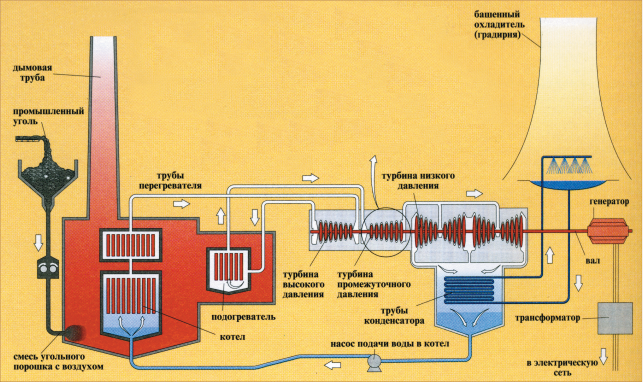 башенный
охладитель
(градирня)
дымовая
труба
промышленный
уголь
трубы
перегревателя
турбина низкого
давления
генератор
турбина
высокого
давления
турбина
промежуточного
давления
вал
подогреватель
трубы
конденсатора
трансформатор
котел
насос подачи воды в котел
смесь угольного
порошка с воздухом
в электрическую
сеть